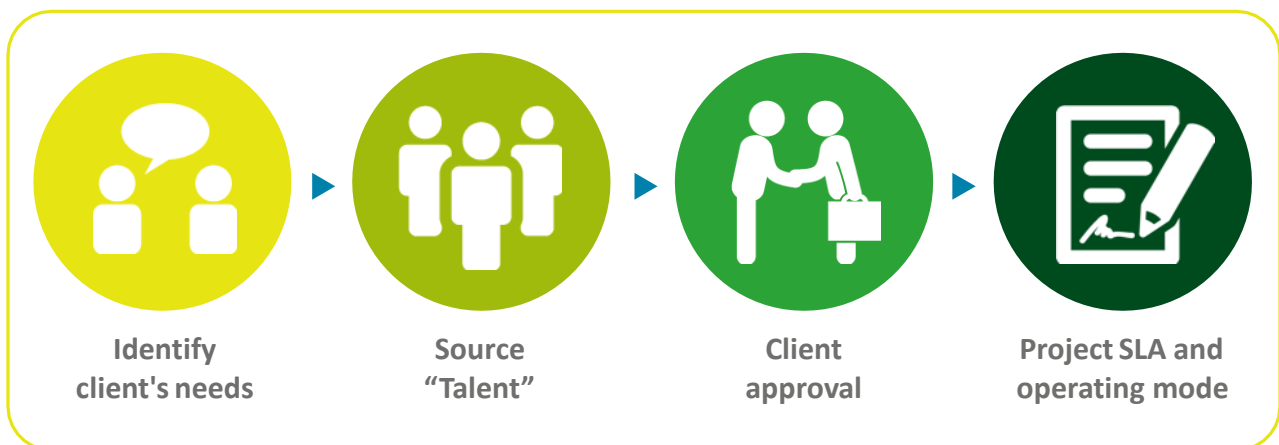 Identify
client's needs
Source
“Talent”
Client
approval
Project SLA and
operating mode